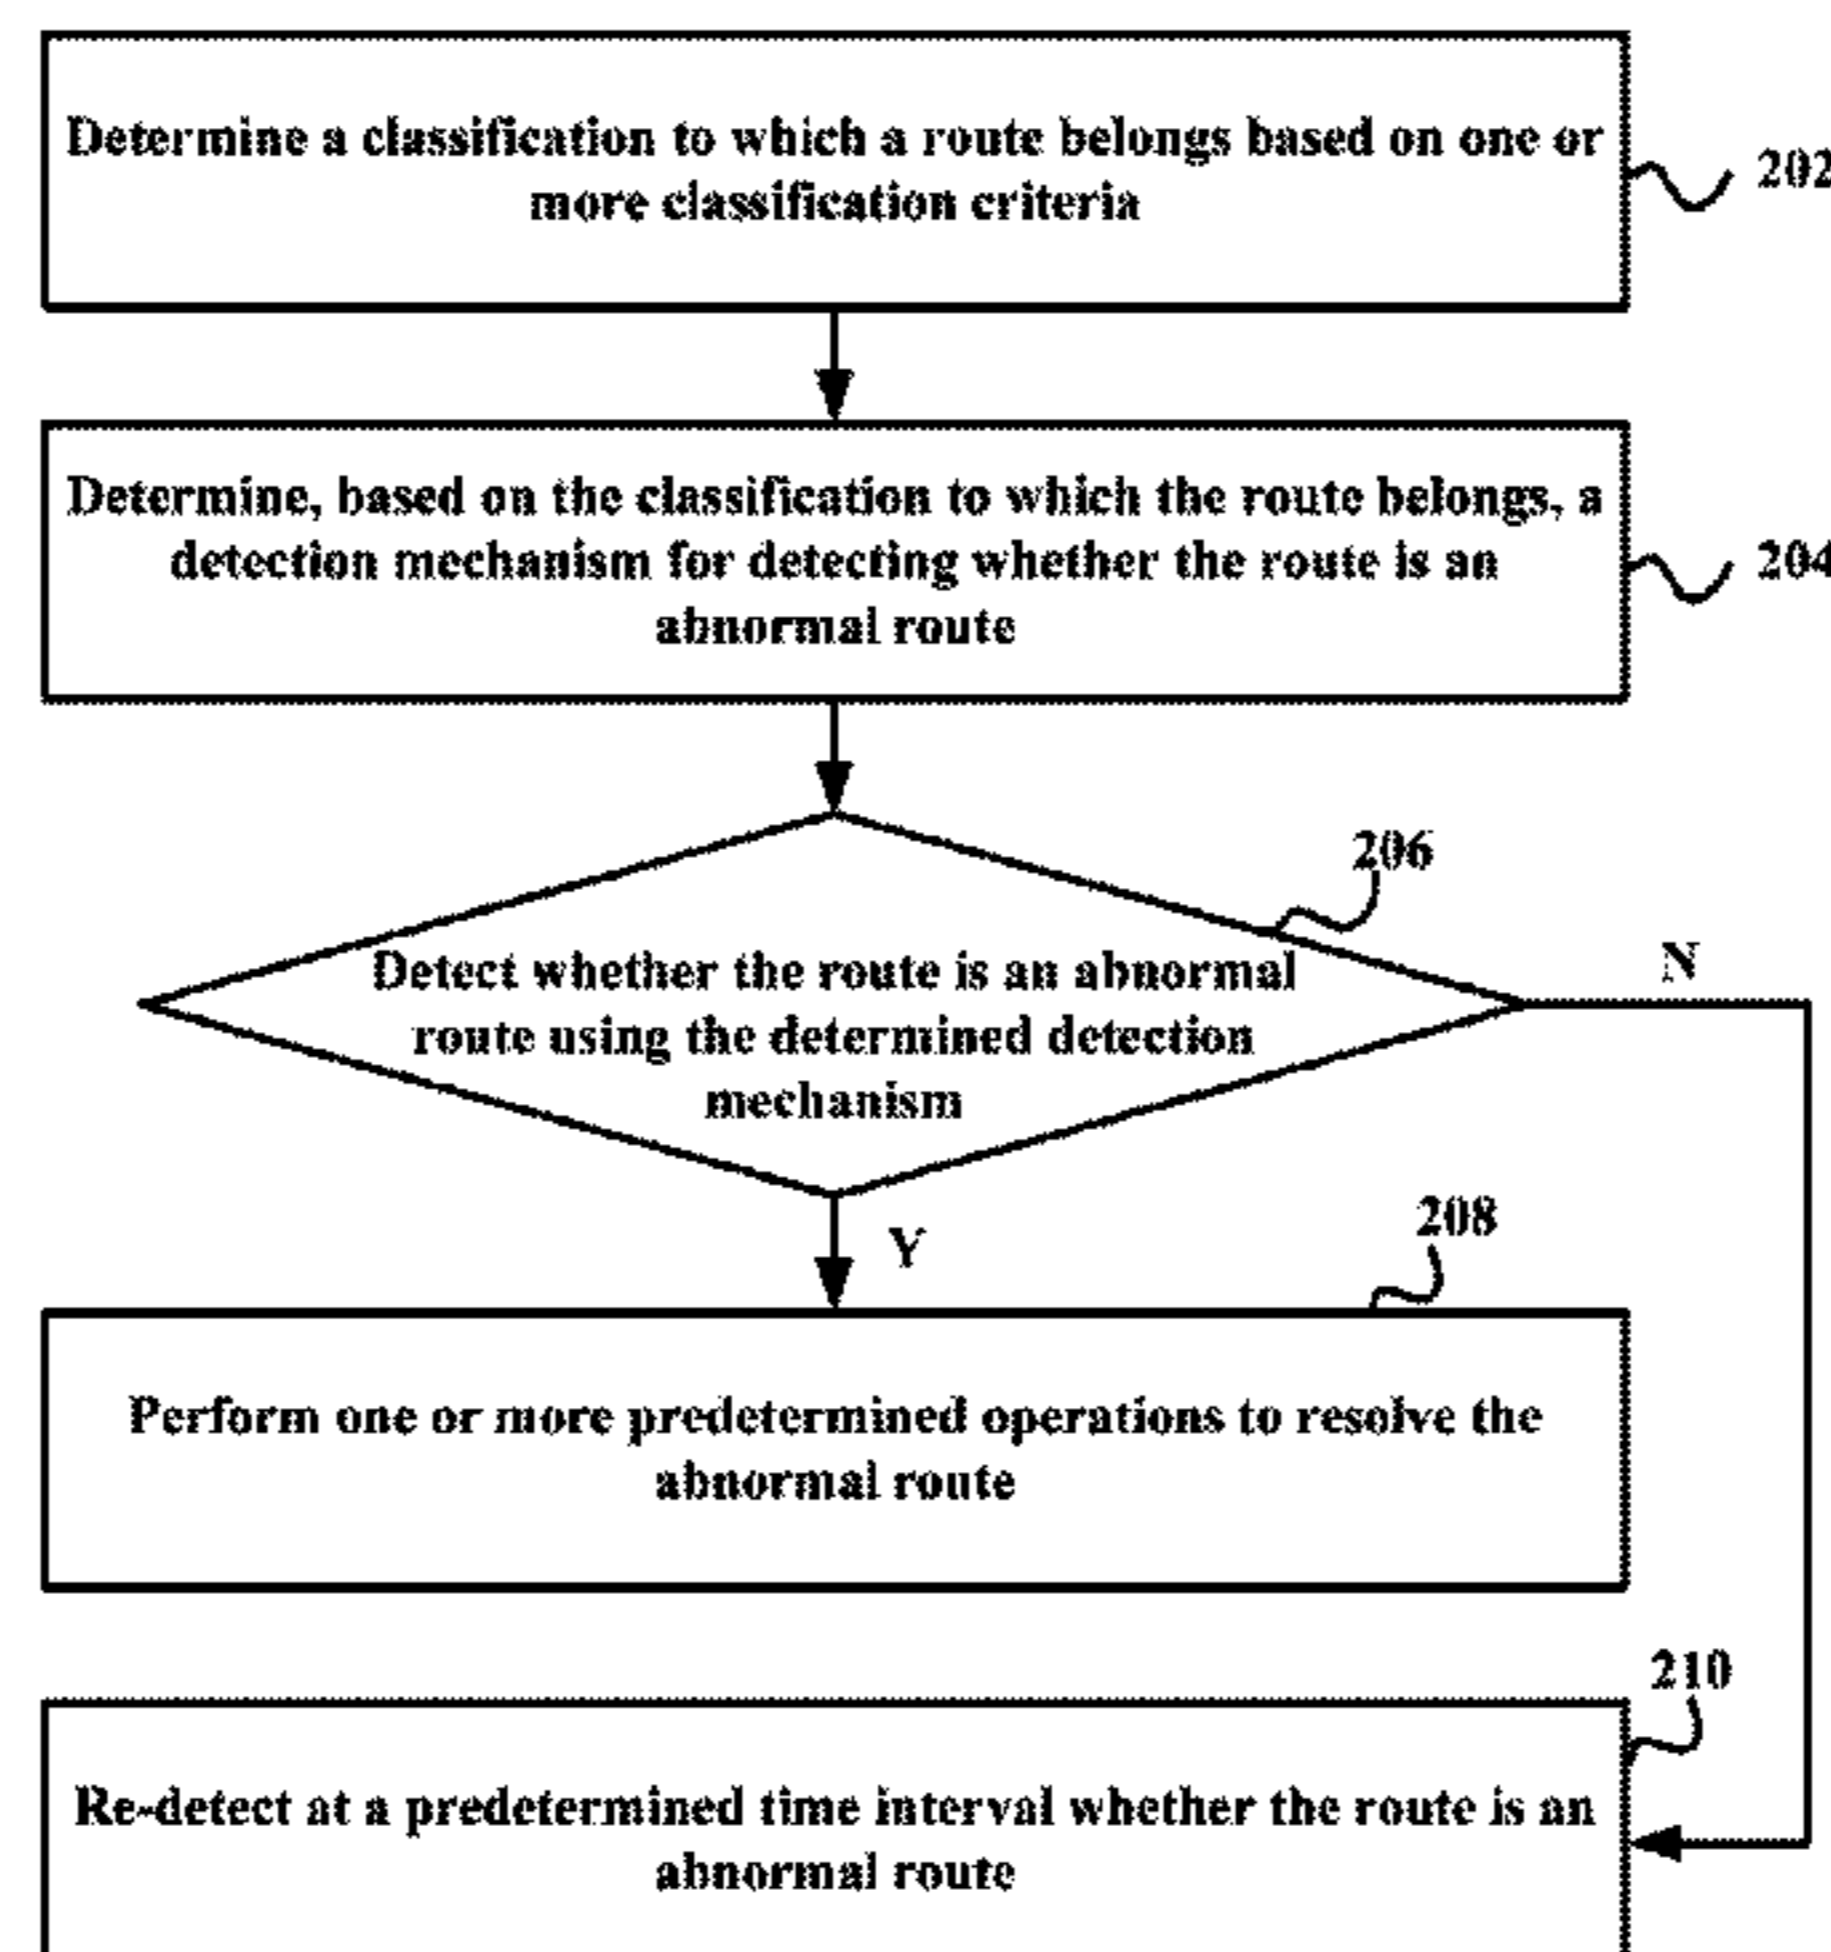 Determine a classification to which a route belongs based on one or
more classification criteria
202
Determine, based on the classification to which the route belongs, a
detection mechanism for detecting whether the route is an
abnormal route
204
206
N
Detect whether the route is an abnormal
route using the determined detection
mechanism
Y
208
Perform one or more predetermined operations to resolve the
abnormal route
210
Re-detect at a predetermined time interval whether the route is an
abnormal route